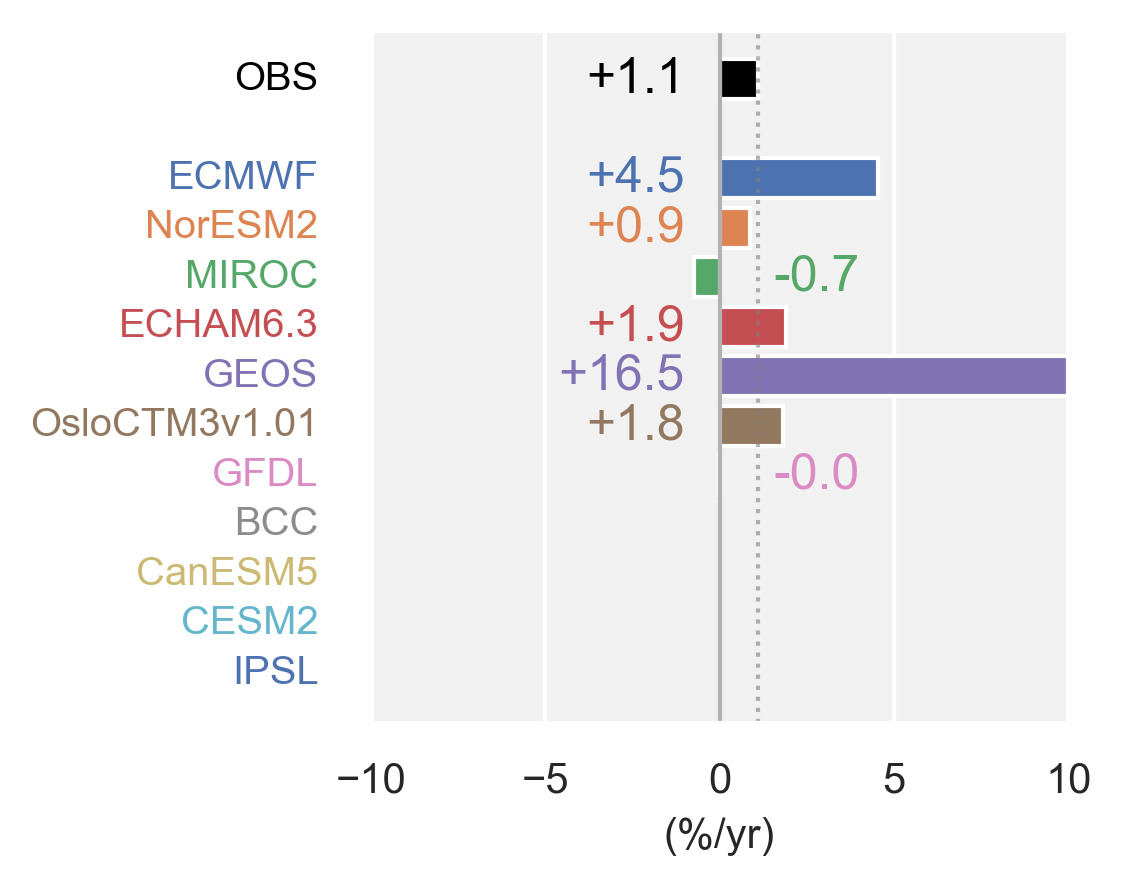 OBS +1.1
ECMWF +4.5
NorESM2 +0.9
MIROC -0.7
ECHAM6.3 +1.9
GEOS +16.5
OsloCTM3v1.01 +1.8
GFDL -0.0
BCC
CanESM5
CESM2
IPSL
−10 −5 0 5 10
(%/yr)